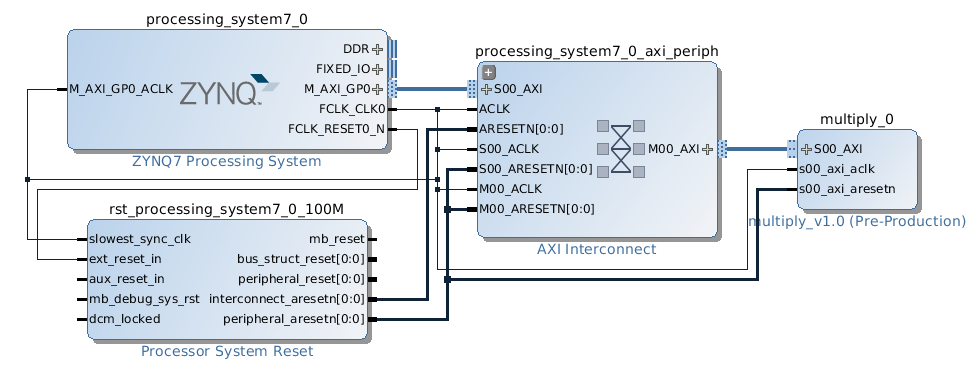 processing_system7_0
M_AXI_GP0_ACLK
ZYNQ
DDR
FIXED_IO
M_AXI_GP0
FCLK_CLK0
FCLK_RESET0_N
ZYNQ7 Processing System
processing_system7_0_axi_periph
S00_AXI
ACLK
ARESETN[0:0]
S00_ACLK
S00_ARESETN[0:0]
M00_ACLK
M00_ARESETN[0:0]
M00_AXI
AXI Interconnect
multiply_0
S00_AXI
s00_axi_aclk
s00_axi_aresetn
multiply_v1.0 (Pre-Production)
rst_processing_system7_0_100M
slowest_sync_clk
ext_reset_in
aux_reset_in
mb_debug_sys_rst
dcm_locked
mb_reset
bus_struct_reset[0:0]
peripheral_reset[0:0]
interconnect_aresetn[0:0]
peripheral_aresetn[0:0]
Processor System Reset